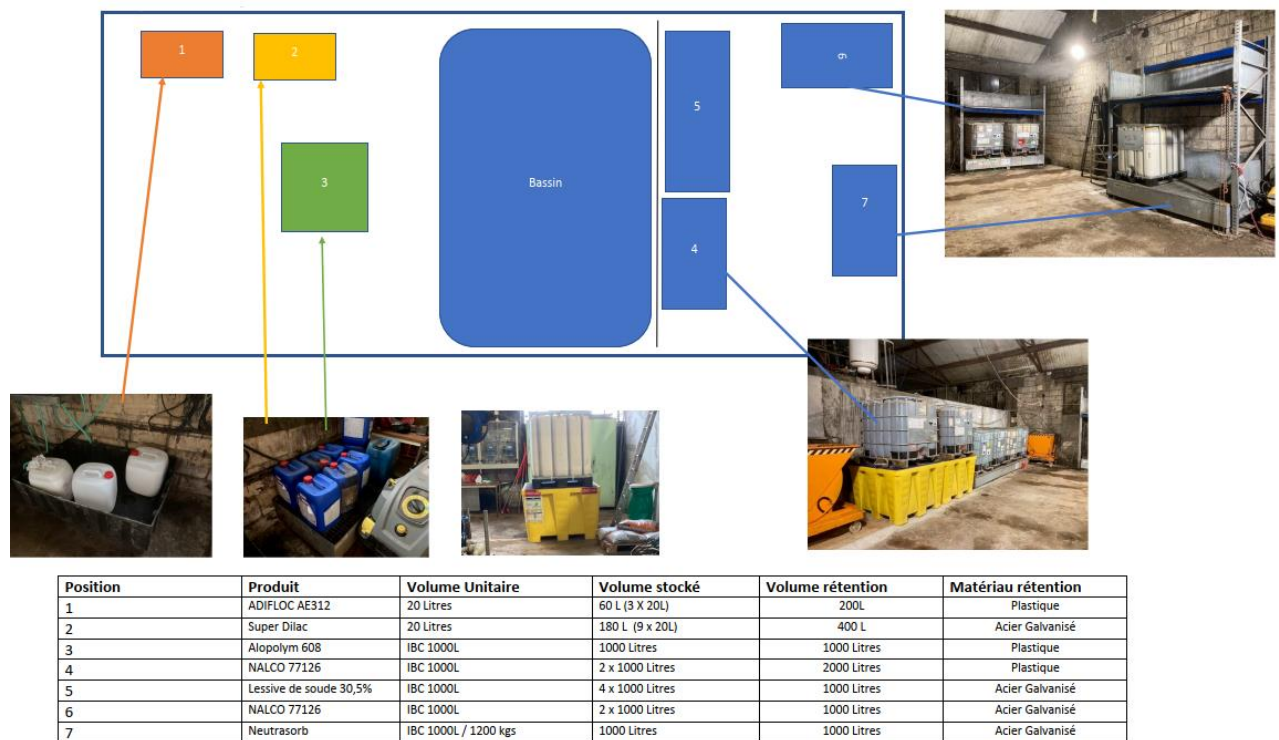 1
2
6
5
3
Bassin
7
4
Position Produit Volume Unitaire Volume stocké Volume rétention Matériau rétention
1 ADIFLOC AE312 20 Litres 60 L (3 X 20L) 200L Plastique
2 Super Dilac 20 Litres 180 L (9 x 20L) 400 L Acier Galvanisé
3 Alopolym 608 IBC 1000L 1000 Litres 1000 Litres Plastique
4 NALCO 77126 IBC 1000L 2 x 1000 Litres 2000 Litres Plastique
5 Lessive de soude 30,5% IBC 1000L 4 x 1000 Litres 1000 Litres Acier Galvanisé
6 NALCO 77126 IBC 1000L 2 x 1000 Litres 1000 Litres Acier Galvanisé
7 Neutrasorb IBC 1000L / 1200 kgs 1000 Litres 1000 Litres Acier Galvanisé